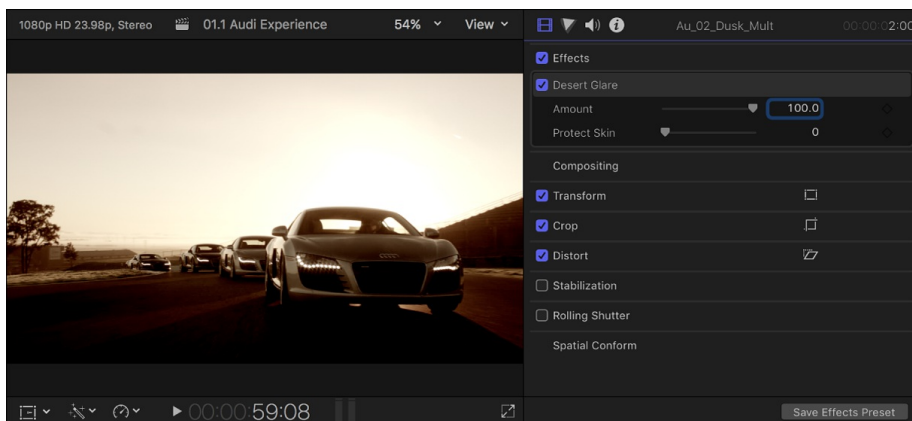 1080p HD 23.98p, Stereo 01.1 Audi Experience 54% View
Au_02_Dusk_Mult 00:00:02:00
Effects
Desert Glare
Amount 100.0
Protect Skin 0
Compositing
Transform
Crop
Distort
Stabilization
Rolling Shutter
Spatial Conform
00:00:59:08
Save Effects Preset